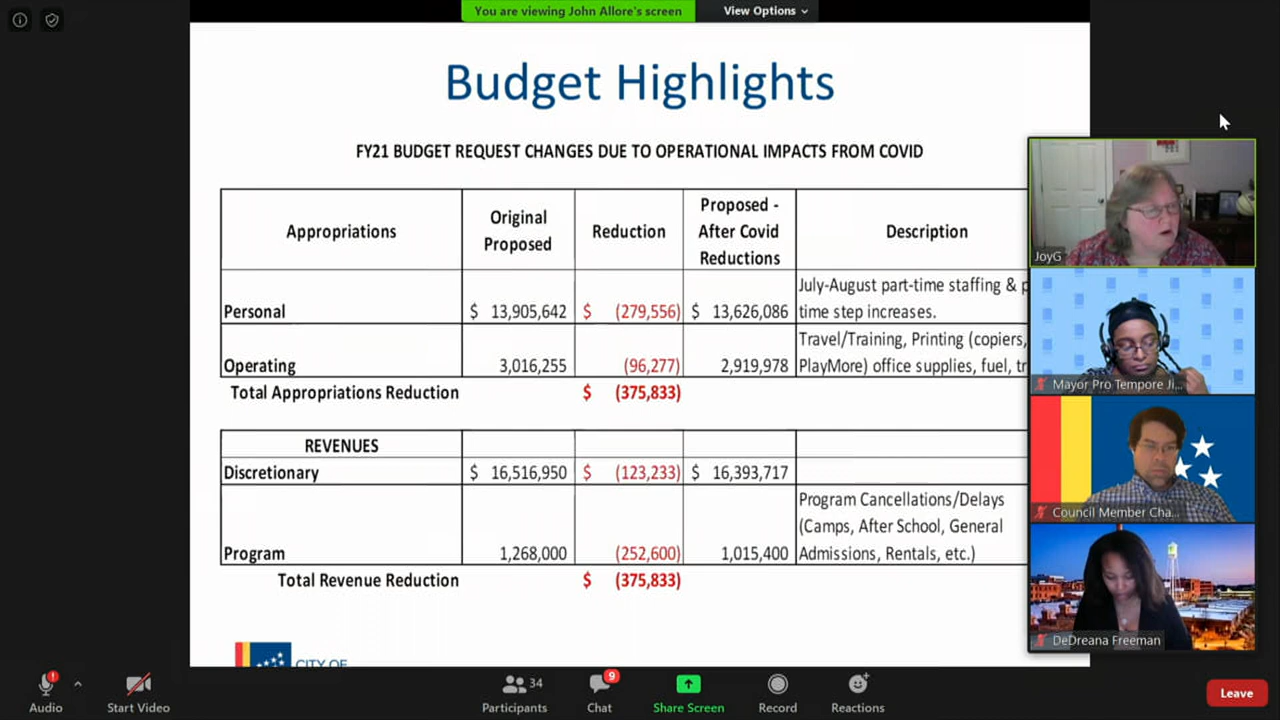 You are viewing John Allore's screen
View Options
Budget Highlights
FY21 BUDGET REQUEST CHANGES DUE TO OPERATIONAL IMPACTS FROM COVID
Appropriations
Original
Proposed
Reduction
Proposed -
After Covid
Reductions
Description
Personal
$ 13,905,642
$ (279,556)
$ 13,626,086
July-August part-time staffing & p
time step increases.
Operating
3,016,255
(96,277)
2,919,978
Travel/Training, Printing (copiers,
PlayMore) office supplies, fuel, tr
Total Appropriations Reduction
$ (375,833)
REVENUES
Discretionary
$ 16,516,950
$ (123,233)
$ 16,393,717
Program
1,268,000
(252,600)
1,015,400
Program Cancellations/Delays
(Camps, After School, General
Admissions, Rentals, etc.)
Total Revenue Reduction
$ (375,833)
CITY OF
JoyG
Mayor Pro Tempore Ji...
Council Member Cha...
DeDreana Freeman
Audio
Start Video
34
Participants
9
Chat
Share Screen
Record
Reactions
Leave